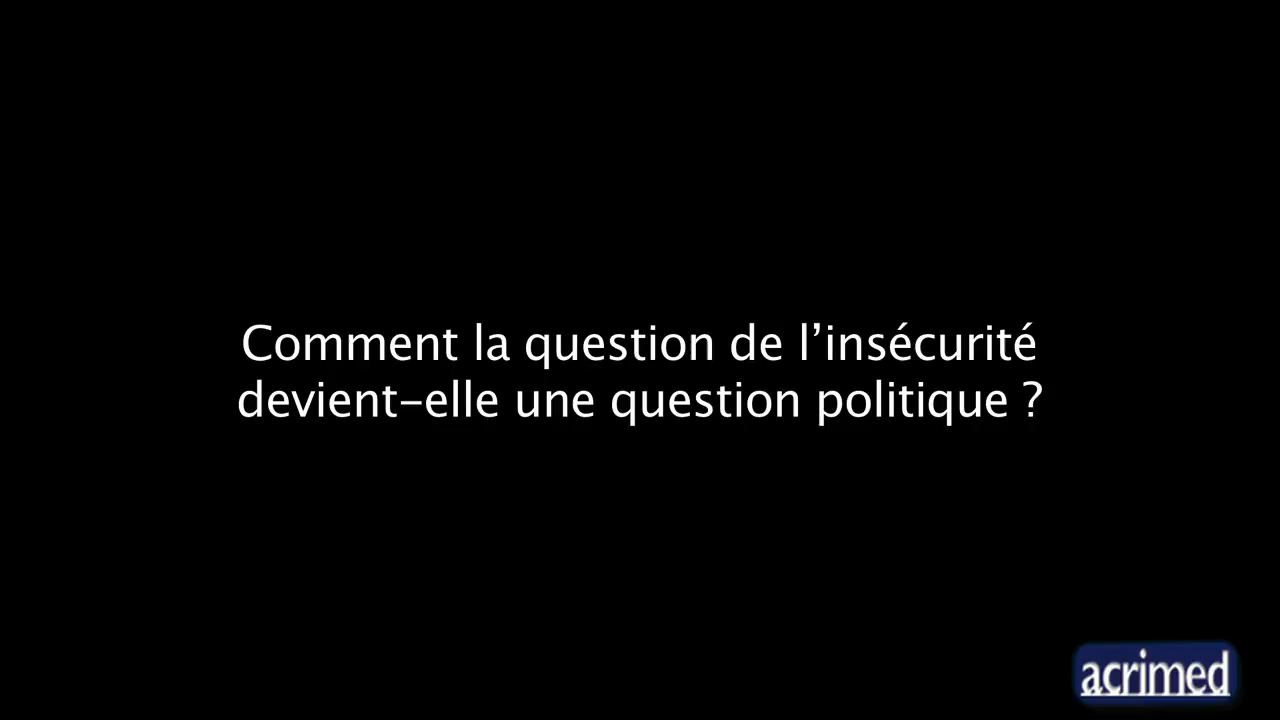 Comment la question de l’insécurité
devient-elle une question politique ?
acrimed